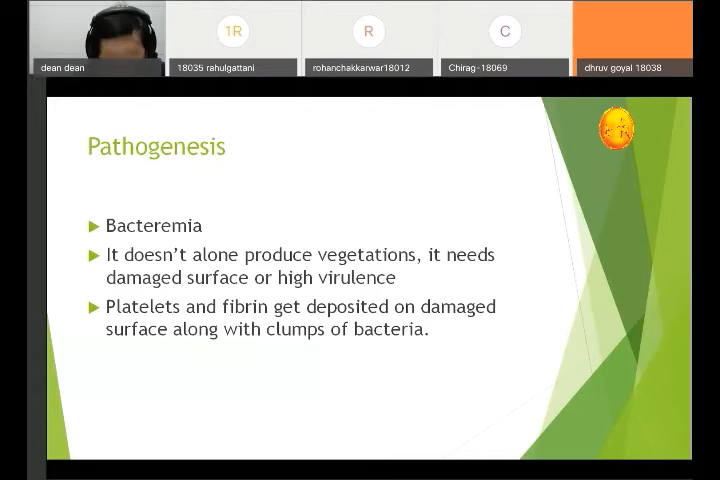 1R
R
C
dean dean
18035 rahulgattani
rohanchakkarwar18012
Chirag-18069
dhruv goyal 18038
Pathogenesis
Bacteremia
It doesn’t alone produce vegetations, it needs
damaged surface or high virulence
Platelets and fibrin get deposited on damaged
surface along with clumps of bacteria.